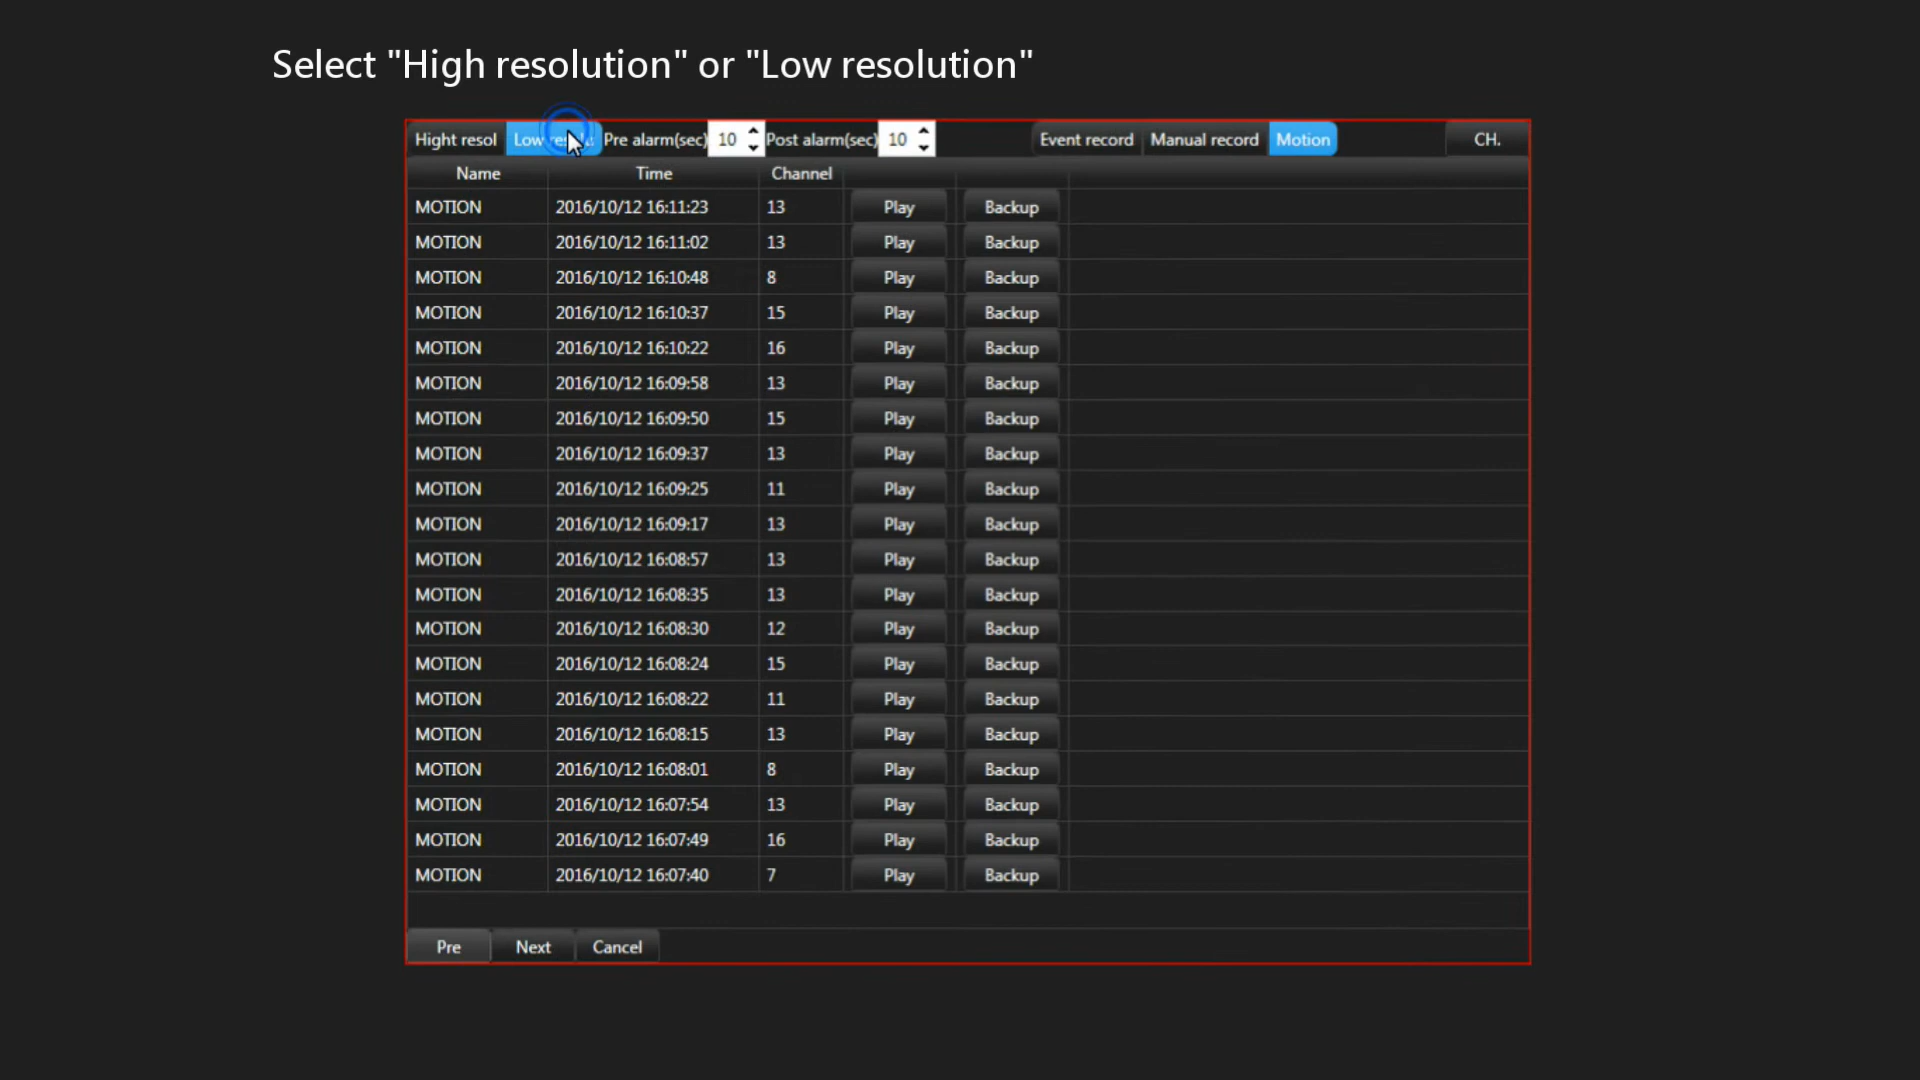 Select "High resolution" or "Low resolution"
Hight resol Low Pre alarm(sec) 10 Post alarm(sec) 10 Event record Manual record Motion CH.
Name Time Channel
MOTION 2016/10/12 16:11:23 13 Play Backup
MOTION 2016/10/12 16:11:02 13 Play Backup
MOTION 2016/10/12 16:10:48 8 Play Backup
MOTION 2016/10/12 16:10:37 15 Play Backup
MOTION 2016/10/12 16:10:22 16 Play Backup
MOTION 2016/10/12 16:09:58 13 Play Backup
MOTION 2016/10/12 16:09:50 15 Play Backup
MOTION 2016/10/12 16:09:37 13 Play Backup
MOTION 2016/10/12 16:09:25 11 Play Backup
MOTION 2016/10/12 16:09:17 13 Play Backup
MOTION 2016/10/12 16:08:57 13 Play Backup
MOTION 2016/10/12 16:08:35 13 Play Backup
MOTION 2016/10/12 16:08:30 12 Play Backup
MOTION 2016/10/12 16:08:24 15 Play Backup
MOTION 2016/10/12 16:08:22 11 Play Backup
MOTION 2016/10/12 16:08:15 13 Play Backup
MOTION 2016/10/12 16:08:01 8 Play Backup
MOTION 2016/10/12 16:07:54 13 Play Backup
MOTION 2016/10/12 16:07:49 16 Play Backup
MOTION 2016/10/12 16:07:40 7 Play Backup
Pre Next Cancel